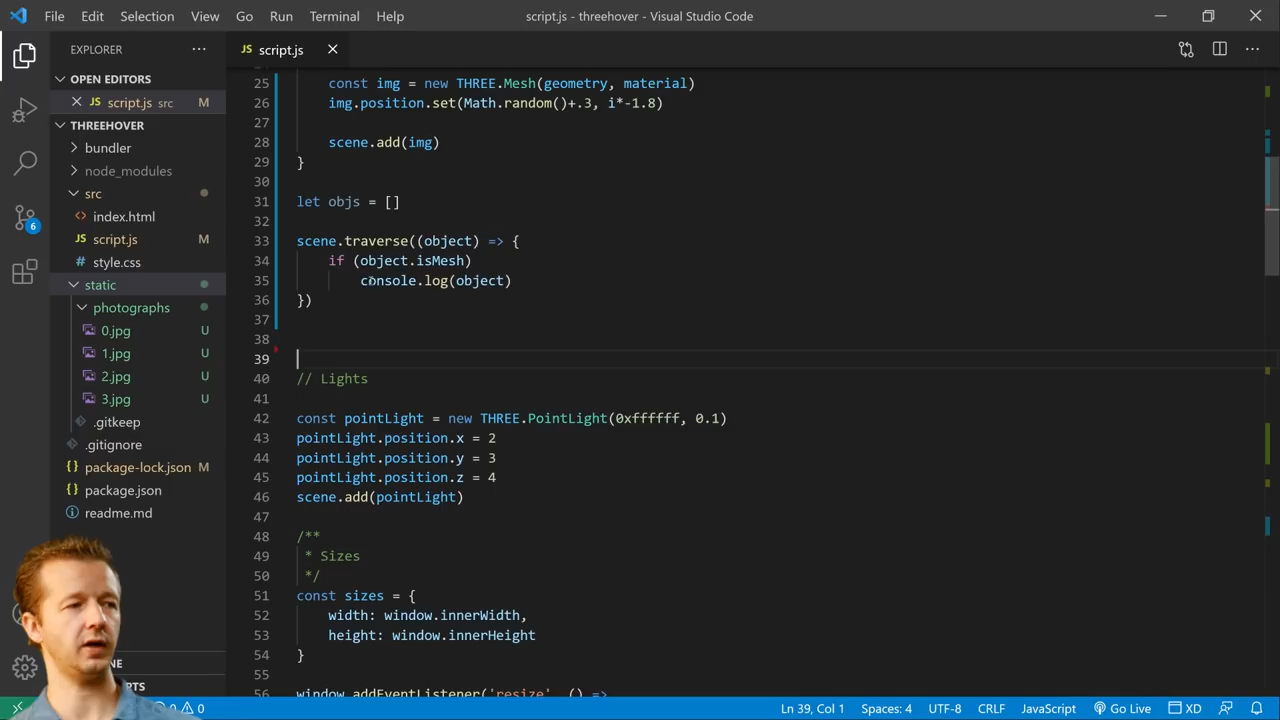 File Edit Selection View Go Run Terminal Help
script.js - threehover - Visual Studio Code
EXPLORER
JS script.js
OPEN EDITORS
JS script.js src M
THREEHOVER
bundler
node_modules
src
<> index.html
JS script.js M
style.css
static
photographs
0.jpg U
1.jpg U
2.jpg U
3.jpg U
.gitkeep
.gitignore
{} package-lock.json M
{} package.json
readme.md
6
25 const img = new THREE.Mesh(geometry, material)
26 img.position.set(Math.random()+.3, i*-1.8)
27
28 scene.add(img)
29 }
30
31 let objs = []
32
33 scene.traverse((object) => {
34 if (object.isMesh)
35 console.log(object)
36 })
37
38
39
40 // Lights
41
42 const pointLight = new THREE.PointLight(0xffffff, 0.1)
43 pointLight.position.x = 2
44 pointLight.position.y = 3
45 pointLight.position.z = 4
46 scene.add(pointLight)
47
48 /**
49 * Sizes
50 */
51 const sizes = {
52 width: window.innerWidth,
53 height: window.innerHeight
54 }
55
56 window.addEventListener('resize', () =>
0 0
Ln 39, Col 1 Spaces: 4 UTF-8 CRLF JavaScript Go Live XD